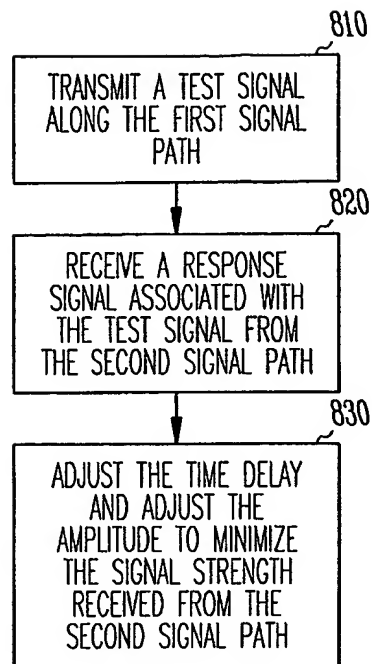 810
TRANSMIT A TEST SIGNAL
ALONG THE FIRST SIGNAL
PATH
820
RECEIVE A RESPONSE
SIGNAL ASSOCIATED WITH
THE TEST SIGNAL FROM
THE SECOND SIGNAL PATH
830
ADJUST THE TIME DELAY
AND ADJUST THE
AMPLITUDE TO MINIMIZE
THE SIGNAL STRENGTH
RECEIVED FROM THE
SECOND SIGNAL PATH